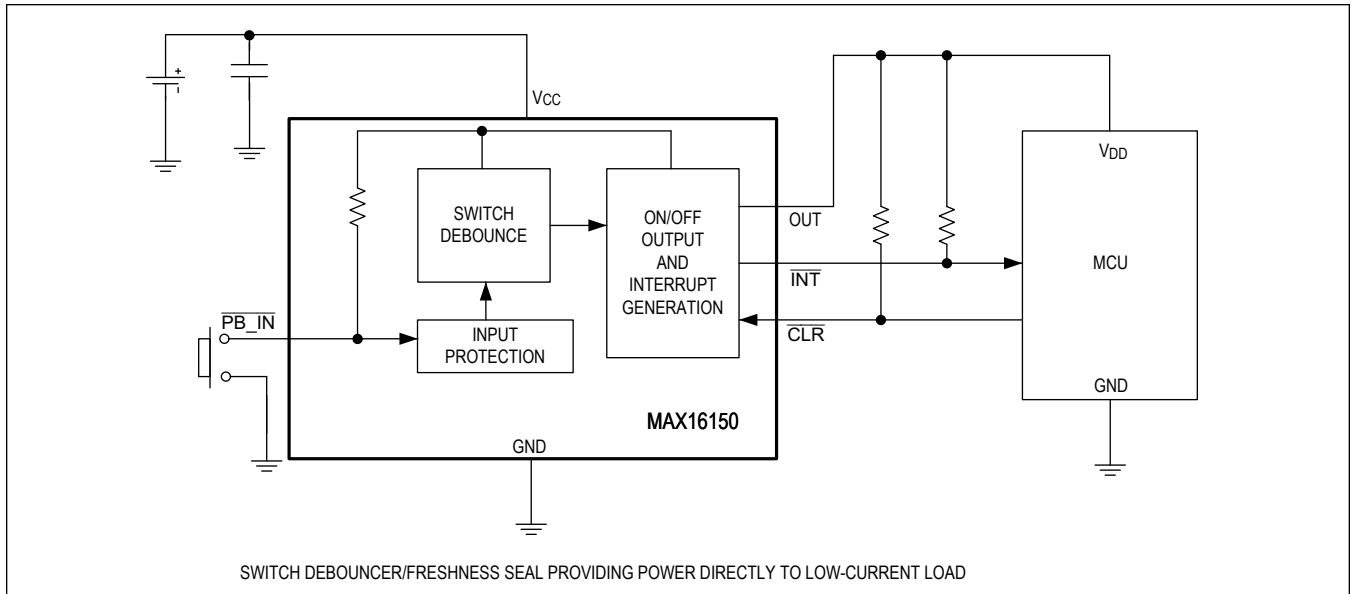 +
-
VCC
SWITCH
DEBOUNCE
ON/OFF
OUTPUT
AND
INTERRUPT
GENERATION
INPUT
PROTECTION
PB_IN
OUT
INT
CLR
VDD
MCU
GND
MAX16150
GND
SWITCH DEBOUNCER/FRESHNESS SEAL PROVIDING POWER DIRECTLY TO LOW-CURRENT LOAD